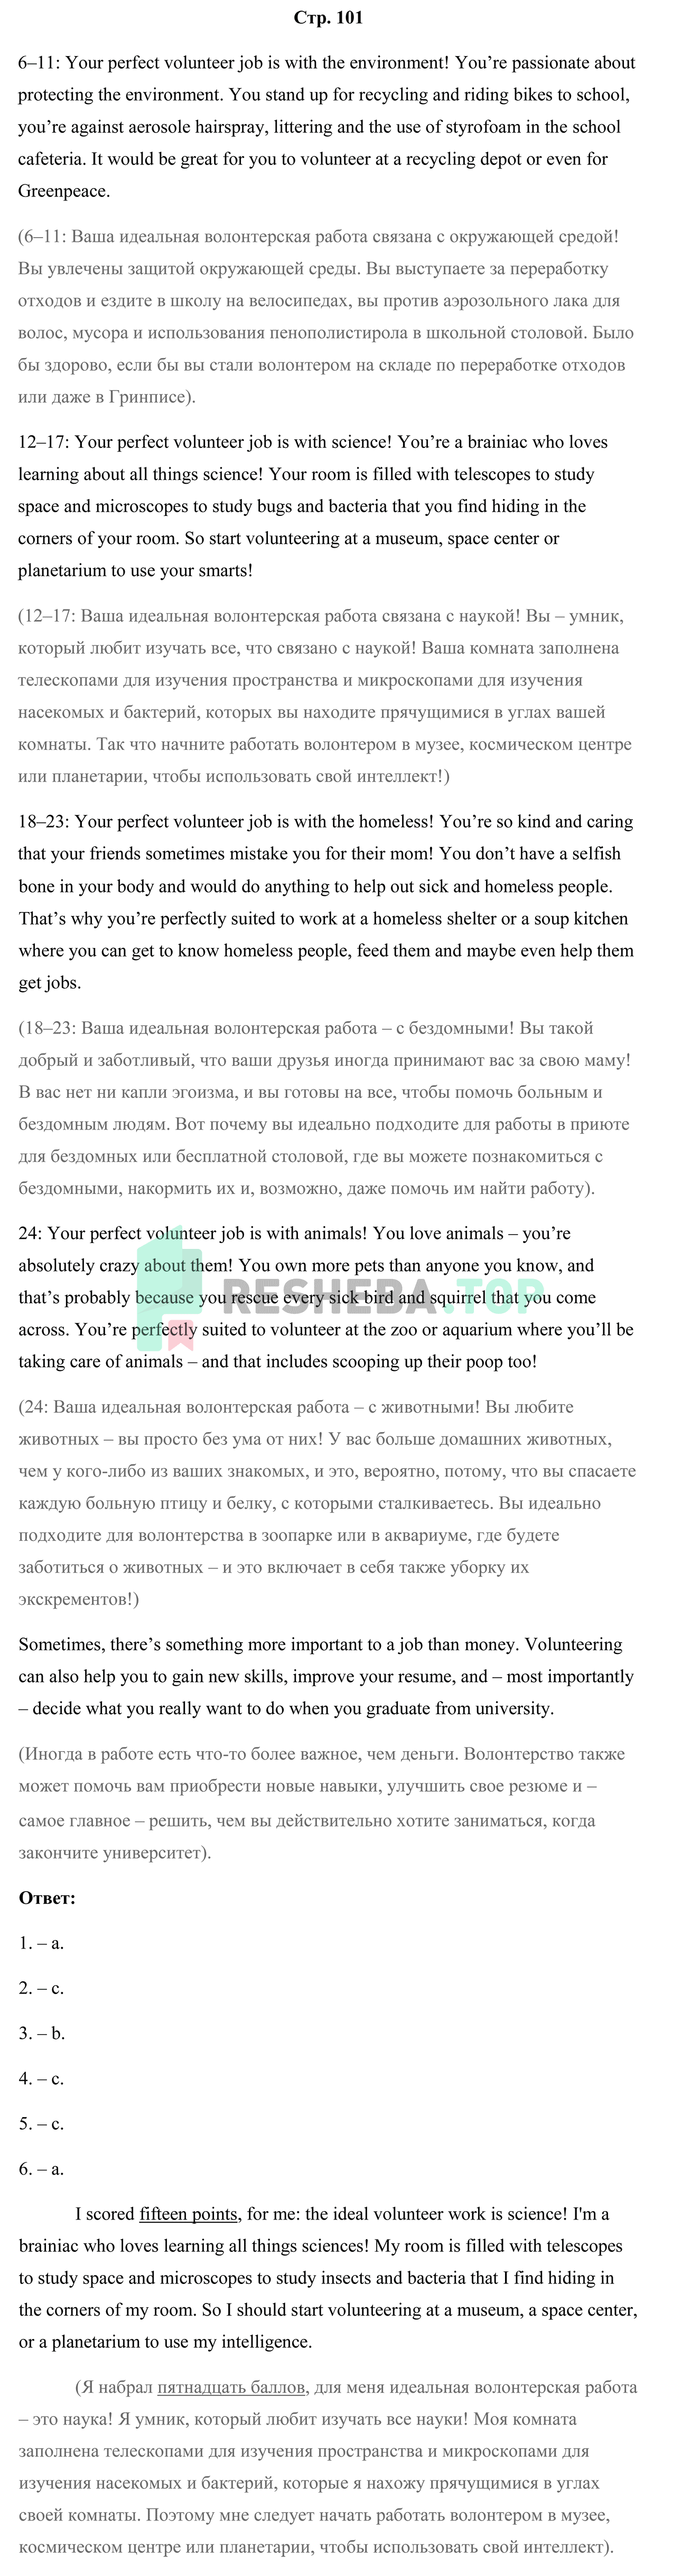 Стр. 101
6–11: Your perfect volunteer job is with the environment! You’re passionate about
protecting the environment. You stand up for recycling and riding bikes to school,
you’re against aerosole hairspray, littering and the use of styrofoam in the school
cafeteria. It would be great for you to volunteer at a recycling depot or even for
Greenpeace.
(6–11: Ваша идеальная волонтерская работа связана с окружающей средой!
Вы увлечены защитой окружающей среды. Вы выступаете за переработку
отходов и ездите в школу на велосипедах, вы против аэрозольного лака для
волос, мусора и использования пенополистирола в школьной столовой. Было
бы здорово, если бы вы стали волонтером на складе по переработке отходов
или даже в Гринписе).
12–17: Your perfect volunteer job is with science! You’re a brainiac who loves
learning about all things science! Your room is filled with telescopes to study
space and microscopes to study bugs and bacteria that you find hiding in the
corners of your room. So start volunteering at a museum, space center or
planetarium to use your smarts!
(12–17: Ваша идеальная волонтерская работа связана с наукой! Вы – умник,
который любит изучать все, что связано с наукой! Ваша комната заполнена
телескопами для изучения пространства и микроскопами для изучения
насекомых и бактерий, которых вы находите прячущимися в углах вашей
комнаты. Так что начните работать волонтером в музее, космическом центре
или планетарии, чтобы использовать свой интеллект!)
18–23: Your perfect volunteer job is with the homeless! You’re so kind and caring
that your friends sometimes mistake you for their mom! You don’t have a selfish
bone in your body and would do anything to help out sick and homeless people.
That’s why you’re perfectly suited to work at a homeless shelter or a soup kitchen
where you can get to know homeless people, feed them and maybe even help them
get jobs.
(18–23: Ваша идеальная волонтерская работа – с бездомными! Вы такой
добрый и заботливый, что ваши друзья иногда принимают вас за свою маму!
В вас нет ни капли эгоизма, и вы готовы на все, чтобы помочь больным и
бездомным людям. Вот почему вы идеально подходите для работы в приюте
для бездомных или бесплатной столовой, где вы можете познакомиться с
бездомными, накормить их и, возможно, даже помочь им найти работу).
24: Your perfect volunteer job is with animals! You love animals – you’re
absolutely crazy about them! You own more pets than anyone you know, and
that’s probably because you rescue every sick bird and squirrel that you come
RESHEBA.TOP
across. You’re perfectly suited to volunteer at the zoo or aquarium where you’ll be
taking care of animals – and that includes scooping up their poop too!
(24: Ваша идеальная волонтерская работа – с животными! Вы любите
животных – вы просто без ума от них! У вас больше домашних животных,
чем у кого-либо из ваших знакомых, и это, вероятно, потому, что вы спасаете
каждую больную птицу и белку, с которыми сталкиваетесь. Вы идеально
подходите для волонтерства в зоопарке или в аквариуме, где будете
заботиться о животных – и это включает в себя также уборку их
экскрементов!)
Sometimes, there’s something more important to a job than money. Volunteering
can also help you to gain new skills, improve your resume, and – most importantly
– decide what you really want to do when you graduate from university.
(Иногда в работе есть что-то более важное, чем деньги. Волонтерство также
может помочь вам приобрести новые навыки, улучшить свое резюме и –
самое главное – решить, чем вы действительно хотите заниматься, когда
закончите университет).
Ответ:
1. – a.
2. – c.
3. – b.
4. – c.
5. – c.
6. – a.
I scored fifteen points, for me: the ideal volunteer work is science! I'm a
brainiac who loves learning all things sciences! My room is filled with telescopes
to study space and microscopes to study insects and bacteria that I find hiding in
the corners of my room. So I should start volunteering at a museum, a space center,
or a planetarium to use my intelligence.
(Я набрал пятнадцать баллов, для меня идеальная волонтерская работа
– это наука! Я умник, который любит изучать все науки! Моя комната
заполнена телескопами для изучения пространства и микроскопами для
изучения насекомых и бактерий, которые я нахожу прячущимися в углах
своей комнаты. Поэтому мне следует начать работать волонтером в музее,
космическом центре или планетарии, чтобы использовать свой интеллект).